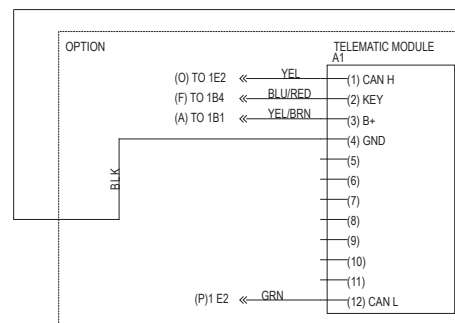 OPTION
TELEMATIC MODULE
A1
(O) TO 1E2 YEL (1) CAN H
(F) TO 1B4 BLU/RED (2) KEY
(A) TO 1B1 YEL/BRN (3) B+
(4) GND
BLK
(5)
(6)
(7)
(8)
(9)
(10)
(11)
(P)1 E2 GRN (12) CAN L